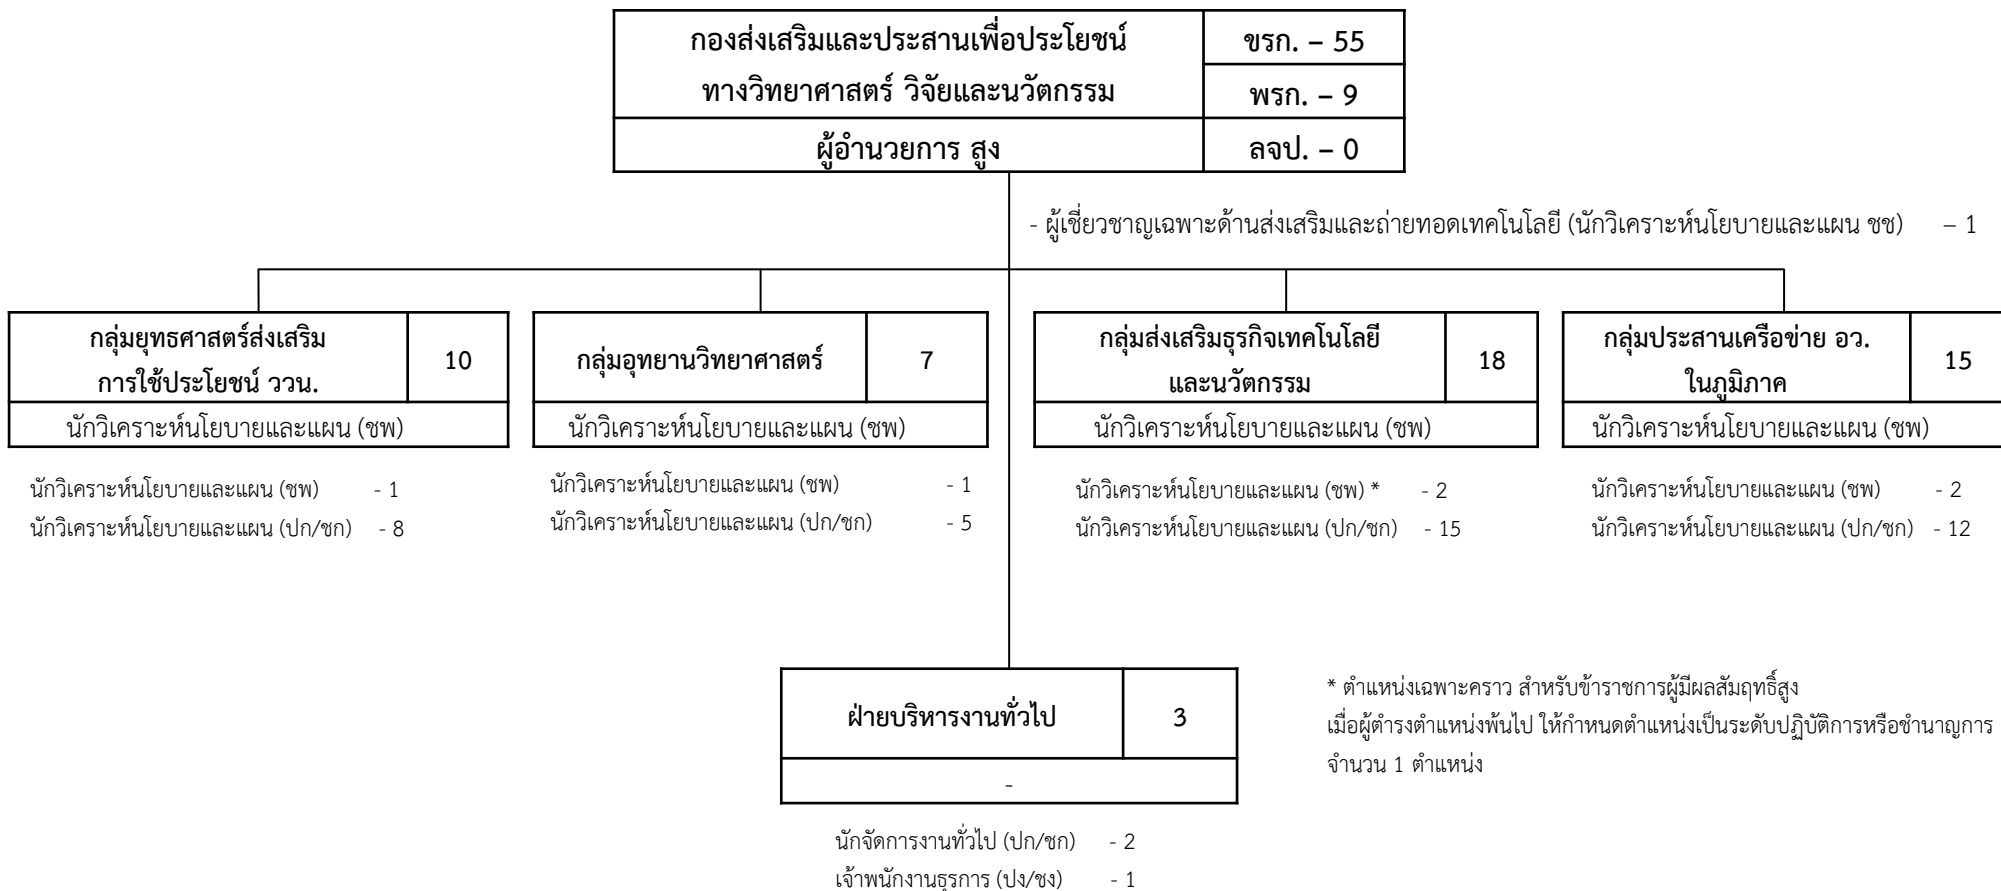 กองส่งเสริมและประสานเพื่อประโยชน์
ทางวิทยาศาสตร์ วิจัยและนวัตกรรม
ขรก. – 55
พรก. – 9
ผู้อำนวยการ สูง
ลจป. – 0
- ผู้เชี่ยวชาญเฉพาะด้านส่งเสริมและถ่ายทอดเทคโนโลยี (นักวิเคราะห์นโยบายและแผน ชช) – 1
กลุ่มยุทธศาสตร์ส่งเสริม
การใช้ประโยชน์ ววน.
10
นักวิเคราะห์นโยบายและแผน (ชพ)
นักวิเคราะห์นโยบายและแผน (ชพ) - 1
นักวิเคราะห์นโยบายและแผน (ปก/ชก) - 8
กลุ่มอุทยานวิทยาศาสตร์
7
นักวิเคราะห์นโยบายและแผน (ชพ)
นักวิเคราะห์นโยบายและแผน (ชพ) - 1
นักวิเคราะห์นโยบายและแผน (ปก/ชก) - 5
กลุ่มส่งเสริมธุรกิจเทคโนโลยี
และนวัตกรรม
18
นักวิเคราะห์นโยบายและแผน (ชพ)
นักวิเคราะห์นโยบายและแผน (ชพ) * - 2
นักวิเคราะห์นโยบายและแผน (ปก/ชก) - 15
กลุ่มประสานเครือข่าย อว.
ในภูมิภาค
15
นักวิเคราะห์นโยบายและแผน (ชพ)
นักวิเคราะห์นโยบายและแผน (ชพ) - 2
นักวิเคราะห์นโยบายและแผน (ปก/ชก) - 12
ฝ่ายบริหารงานทั่วไป
3
-
นักจัดการงานทั่วไป (ปก/ชก) - 2
เจ้าพนักงานธุรการ (ปง/ชง) - 1
* ตำแหน่งเฉพาะคราว สำหรับข้าราชการผู้มีผลสัมฤทธิ์สูง
เมื่อผู้ดำรงตำแหน่งพ้นไป ให้กำหนดตำแหน่งเป็นระดับปฏิบัติการหรือชำนาญการ
จำนวน 1 ตำแหน่ง